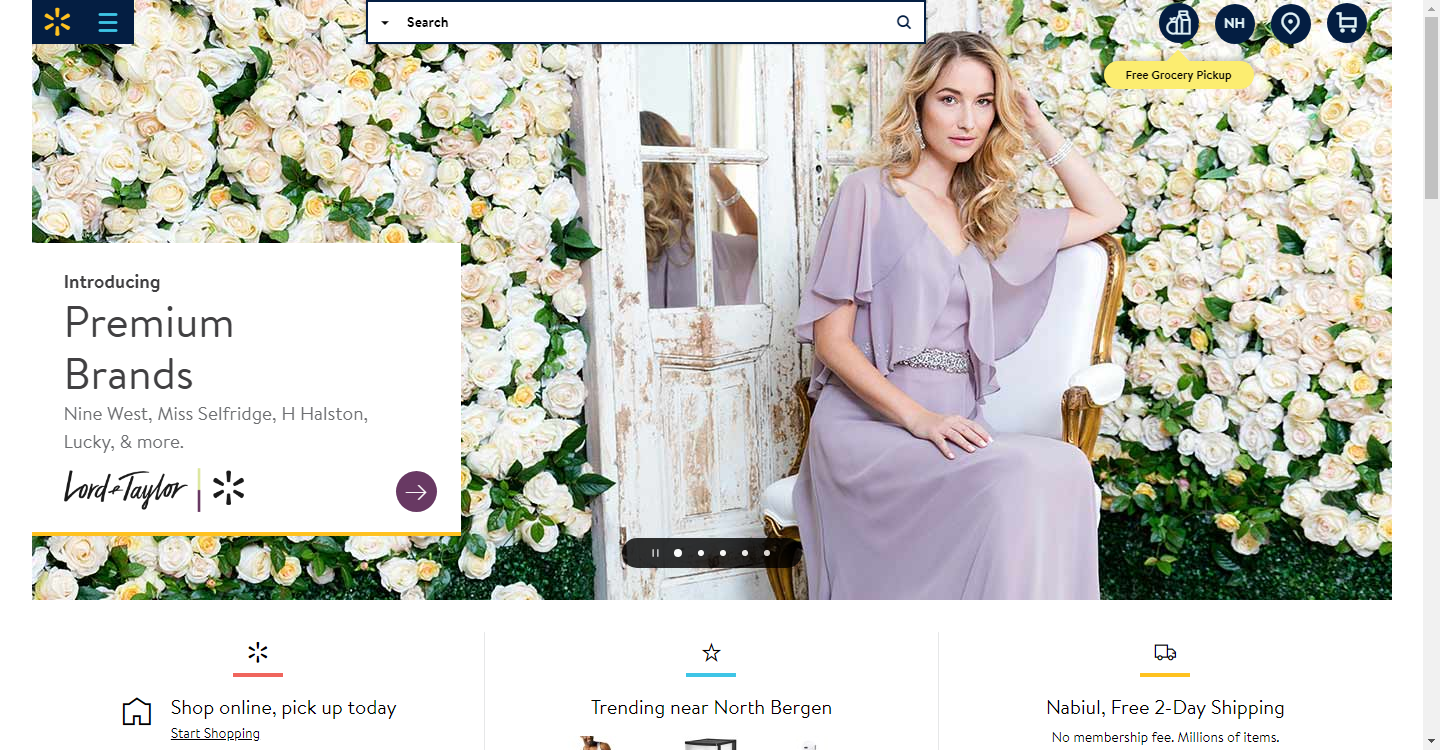 Search
NH
Free Grocery Pickup
Introducing
Premium
Brands
Nine West, Miss Selfridge, H Halston,
Lucky, & more.
Lord & Taylor
Shop online, pick up today
Start Shopping
Trending near North Bergen
Nabiul, Free 2-Day Shipping
No membership fee. Millions of items.